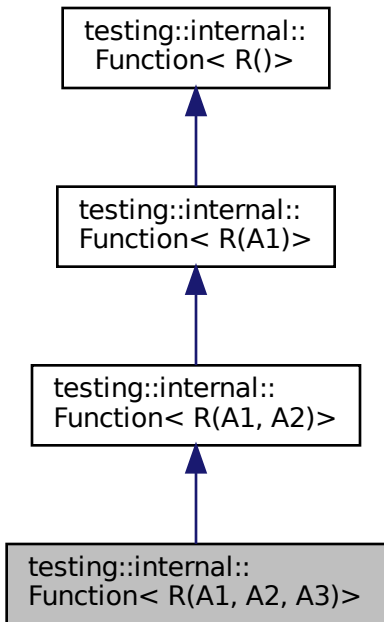 testing::internal::
Function< R()>
testing::internal::
Function< R(A1)>
testing::internal::
Function< R(A1, A2)>
testing::internal::
Function< R(A1, A2, A3)>